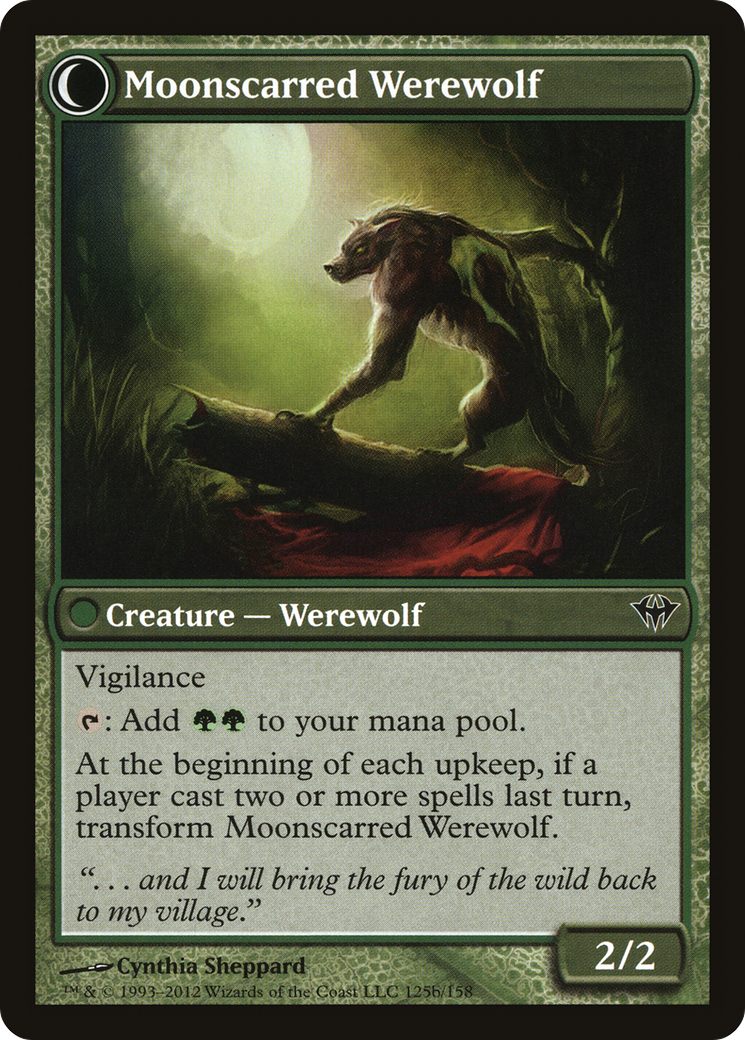 Moonscarred Werewolf
Creature — Werewolf
Vigilance
: Add to your mana pool.
At the beginning of each upkeep, if a
player cast two or more spells last turn,
transform Moonscarred Werewolf.
“. . . and I will bring the fury of the wild back
to my village.”
2/2
Cynthia Sheppard
™ & © 1993–2012 Wizards of the Coast LLC 125b/158